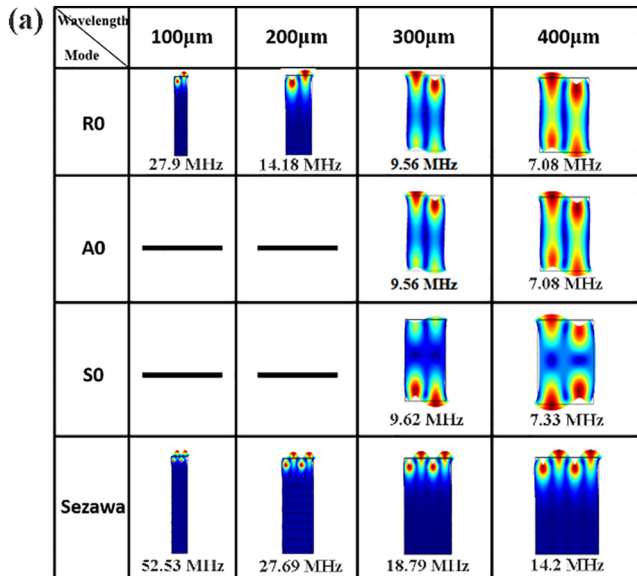 (a)
Wavelength
Mode
100μm
200μm
300μm
400μm
R0
27.9 MHz
14.18 MHz
9.56 MHz
7.08 MHz
A0
9.56 MHz
7.08 MHz
S0
9.62 MHz
7.33 MHz
Sezawa
52.53 MHz
27.69 MHz
18.79 MHz
14.2 MHz